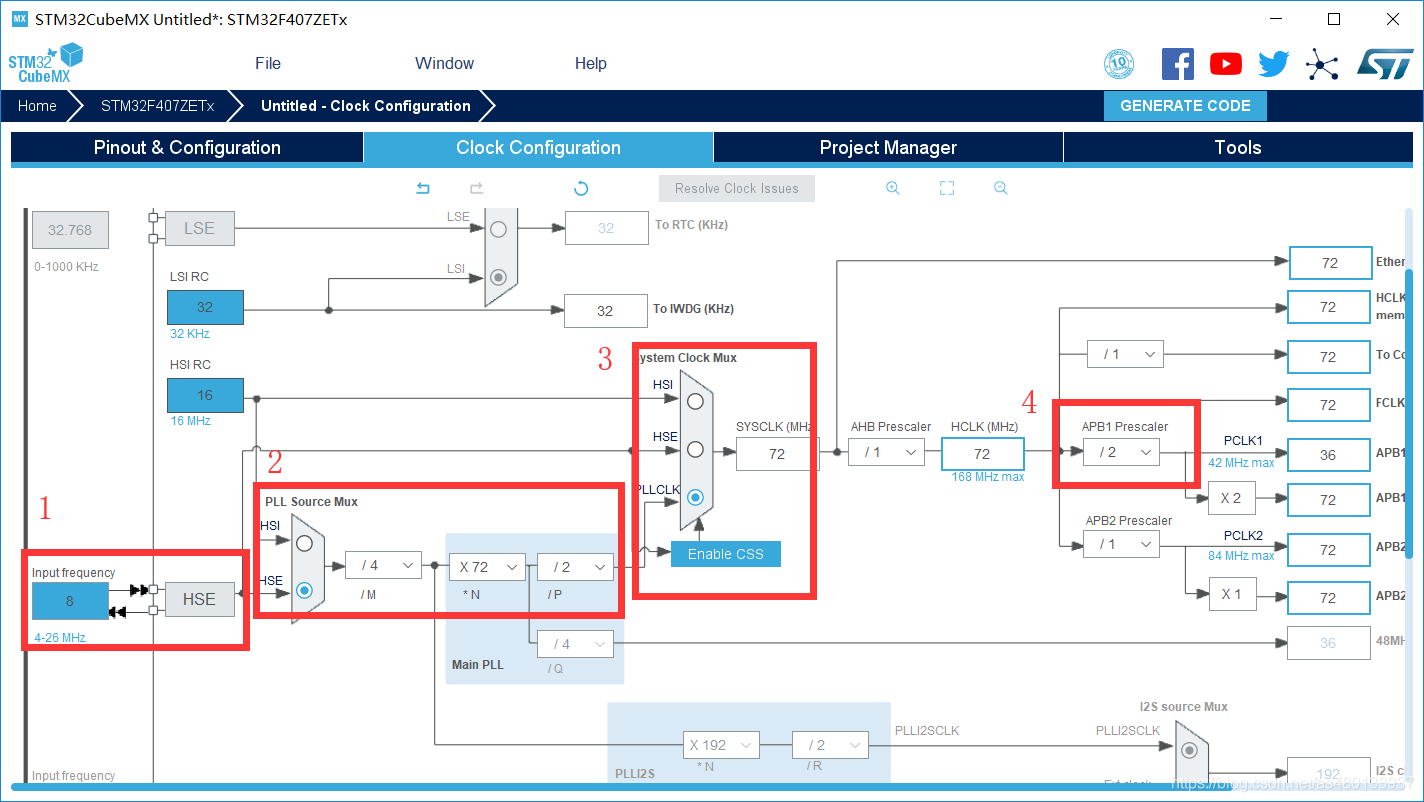 MX STM32CubeMX Untitled*: STM32F407ZETx
STM32
CubeMX
File
Window
Help
10
ST
Home
STM32F407ZETx
Untitled - Clock Configuration
GENERATE CODE
Pinout & Configuration
Clock Configuration
Project Manager
Tools
Resolve Clock Issues
32.768
0-1000 KHz
LSE
LSE
32
To RTC (KHz)
LSI RC
LSI
32
32 KHz
32
To IWDG (KHz)
HSI RC
16
16 MHz
1
Input frequency
8
4-26 MHz
HSE
2
PLL Source Mux
HSI
HSE
/ 4
/ M
X 72
* N
/ 2
/ P
/ 4
/ Q
Main PLL
3
ystem Clock Mux
HSI
HSE
PLLCLK
Enable CSS
SYSCLK (MHz
72
AHB Prescaler
/ 1
HCLK (MHz)
72
168 MHz max
4
72
Ether
72
HCLK
mem
/ 1
72
To Co
72
FCLK
APB1 Prescaler
/ 2
PCLK1
42 MHz max
36
APB1
X 2
72
APB1
APB2 Prescaler
/ 1
PCLK2
84 MHz max
72
APB2
X 1
72
APB2
36
48MH
PLLI2S
X 192
* N
/ 2
/ R
PLLI2SCLK
I2S source Mux
PLLI2SCLK
Ext clock
192
I2S c
Input frequency